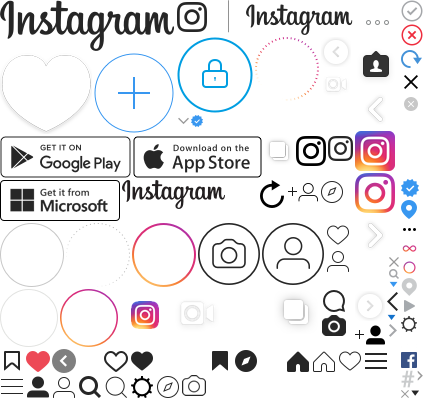 Instagram
Instagram
GET IT ON
Google Play
Download on the
App Store
Get it from
Microsoft
Instagram